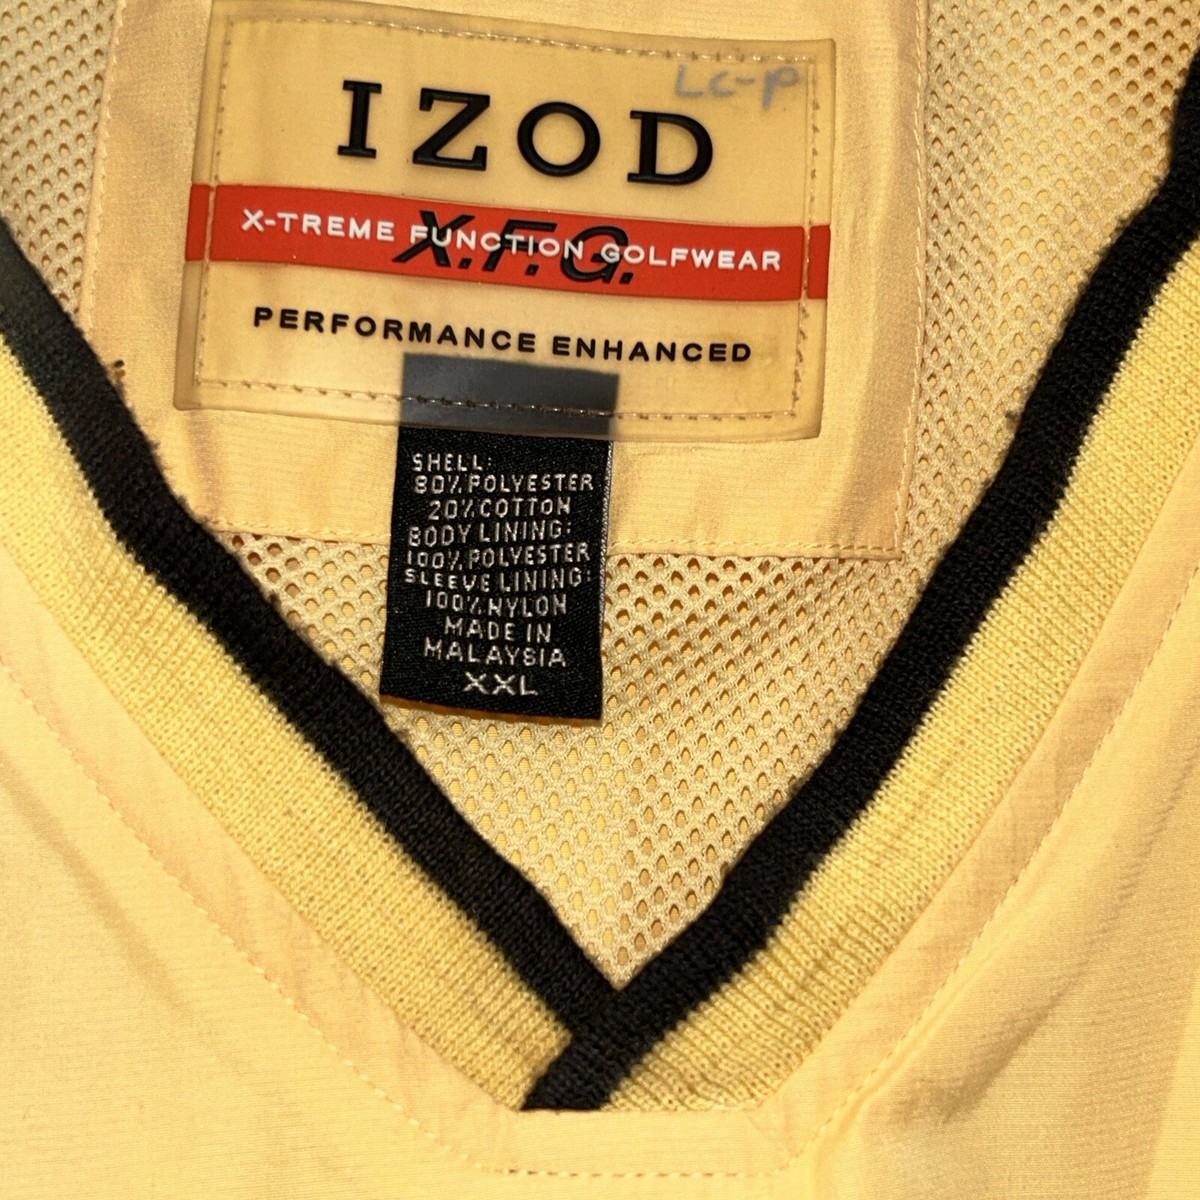 IZOD
Lc-p
X-TREME FUNCTION GOLFWEAR
X.F.G.
PERFORMANCE ENHANCED
SHELL:
80% POLYESTER
20% COTTON
BODY LINING:
100% POLYESTER
SLEEVE LINING:
100% NYLON
MADE IN
MALAYSIA
XXL